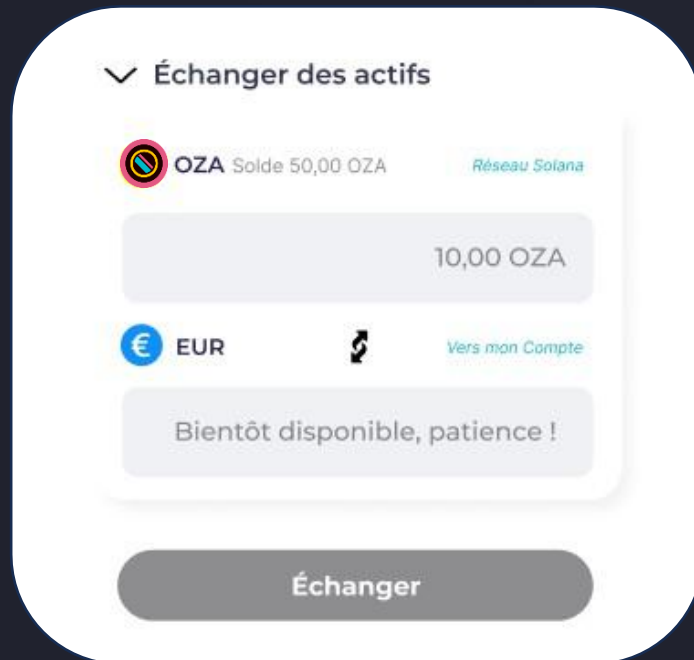 Échanger des actifs
OZA Solde 50,00 OZA Réseau Solana
10,00 OZA
€ EUR Vers mon Compte
Bientôt disponible, patience !
Échanger